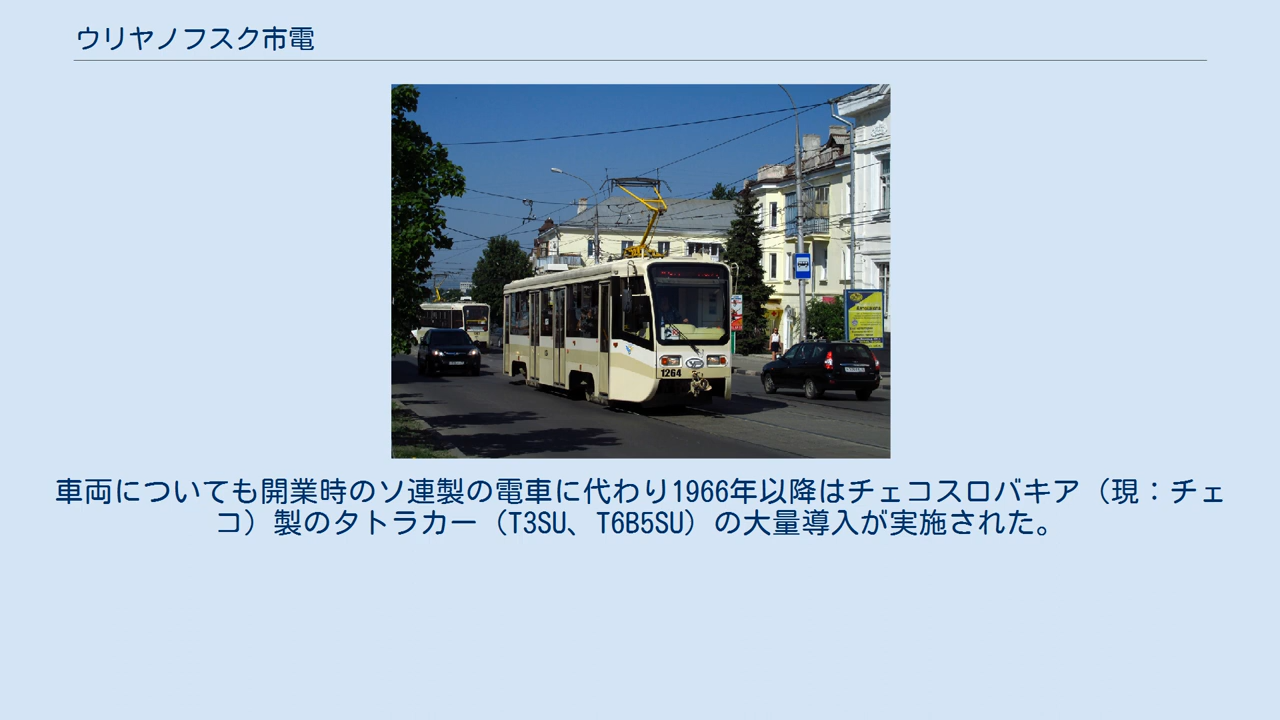 ウリヤノフスク市電
1264
車両についても開業時のソ連製の電車に代わり1966年以降はチェコスロバキア（現：チェ
コ）製のタトラカー（T3SU、T6B5SU）の大量導入が実施された。